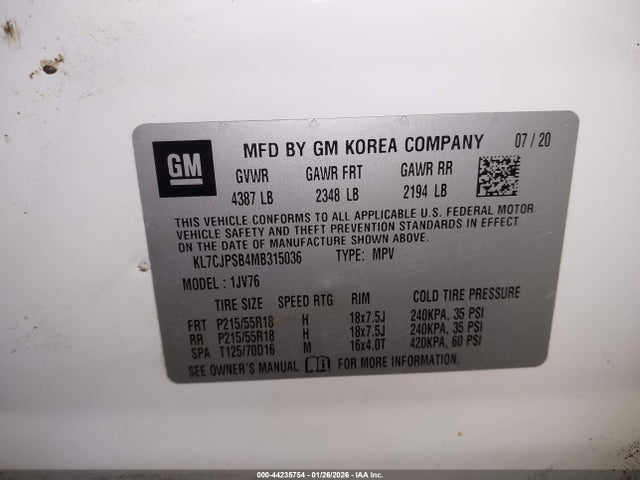 GM
MFD BY GM KOREA COMPANY 07 / 20
GVWR GAWR FRT GAWR RR
4387 LB 2348 LB 2194 LB
THIS VEHICLE CONFORMS TO ALL APPLICABLE U.S. FEDERAL MOTOR
VEHICLE SAFETY AND THEFT PREVENTION STANDARDS IN EFFECT
ON THE DATE OF MANUFACTURE SHOWN ABOVE.
KL7CJPSB4MB315036 TYPE: MPV
MODEL : 1JV76
TIRE SIZE SPEED RTG RIM COLD TIRE PRESSURE
FRT P215/55R18 H 18x7.5J 240KPA, 35 PSI
RR P215/55R18 H 18x7.5J 240KPA, 35 PSI
SPA T125/70D16 M 16x4.0T 420KPA, 60 PSI
SEE OWNER'S MANUAL FOR MORE INFORMATION.
000-44235754 | 01/26/2026 - IAA, Inc.